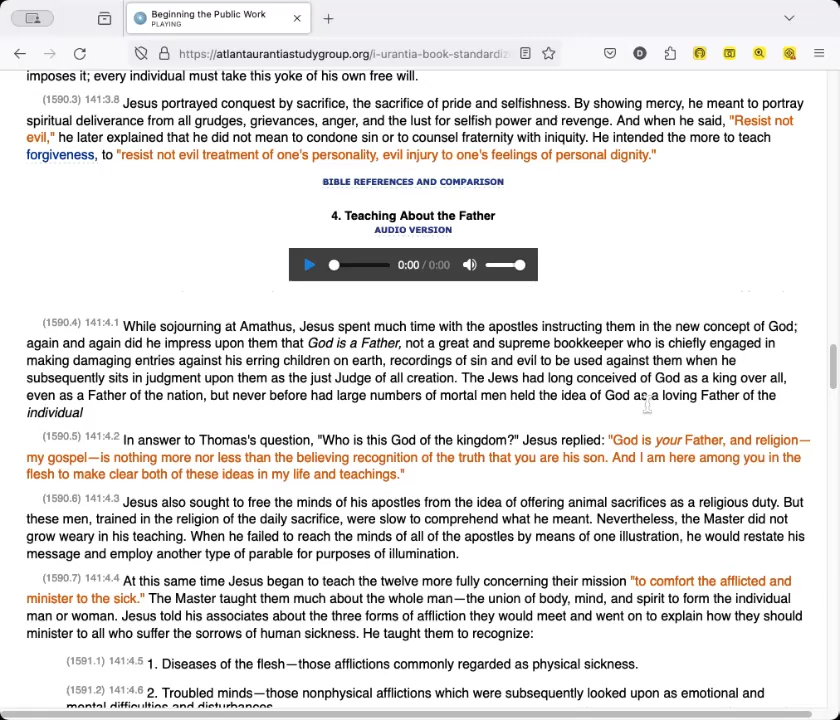 Beginning the Public Work
PLAYING
https://atlantaurantiastudygroup.org/i-urantia-book-standardiz
imposes it; every individual must take this yoke of his own free will.
(1590.3) 141:3.8 Jesus portrayed conquest by sacrifice, the sacrifice of pride and selfishness. By showing mercy, he meant to portray
spiritual deliverance from all grudges, grievances, anger, and the lust for selfish power and revenge. And when he said, "Resist not
evil," he later explained that he did not mean to condone sin or to counsel fraternity with iniquity. He intended the more to teach
forgiveness, to "resist not evil treatment of one's personality, evil injury to one's feelings of personal dignity."
BIBLE REFERENCES AND COMPARISON
4. Teaching About the Father
AUDIO VERSION
0:00 / 0:00
(1590.4) 141:4.1 While sojourning at Amathus, Jesus spent much time with the apostles instructing them in the new concept of God;
again and again did he impress upon them that God is a Father, not a great and supreme bookkeeper who is chiefly engaged in
making damaging entries against his erring children on earth, recordings of sin and evil to be used against them when he
subsequently sits in judgment upon them as the just Judge of all creation. The Jews had long conceived of God as a king over all,
even as a Father of the nation, but never before had large numbers of mortal men held the idea of God as a loving Father of the
individual
(1590.5) 141:4.2 In answer to Thomas's question, "Who is this God of the kingdom?" Jesus replied: "God is your Father, and religion—
my gospel—is nothing more nor less than the believing recognition of the truth that you are his son. And I am here among you in the
flesh to make clear both of these ideas in my life and teachings."
(1590.6) 141:4.3 Jesus also sought to free the minds of his apostles from the idea of offering animal sacrifices as a religious duty. But
these men, trained in the religion of the daily sacrifice, were slow to comprehend what he meant. Nevertheless, the Master did not
grow weary in his teaching. When he failed to reach the minds of all of the apostles by means of one illustration, he would restate his
message and employ another type of parable for purposes of illumination.
(1590.7) 141:4.4 At this same time Jesus began to teach the twelve more fully concerning their mission "to comfort the afflicted and
minister to the sick." The Master taught them much about the whole man—the union of body, mind, and spirit to form the individual
man or woman. Jesus told his associates about the three forms of affliction they would meet and went on to explain how they should
minister to all who suffer the sorrows of human sickness. He taught them to recognize:
(1591.1) 141:4.5 1. Diseases of the flesh—those afflictions commonly regarded as physical sickness.
(1591.2) 141:4.6 2. Troubled minds—those nonphysical afflictions which were subsequently looked upon as emotional and
mental difficulties and disturbances.